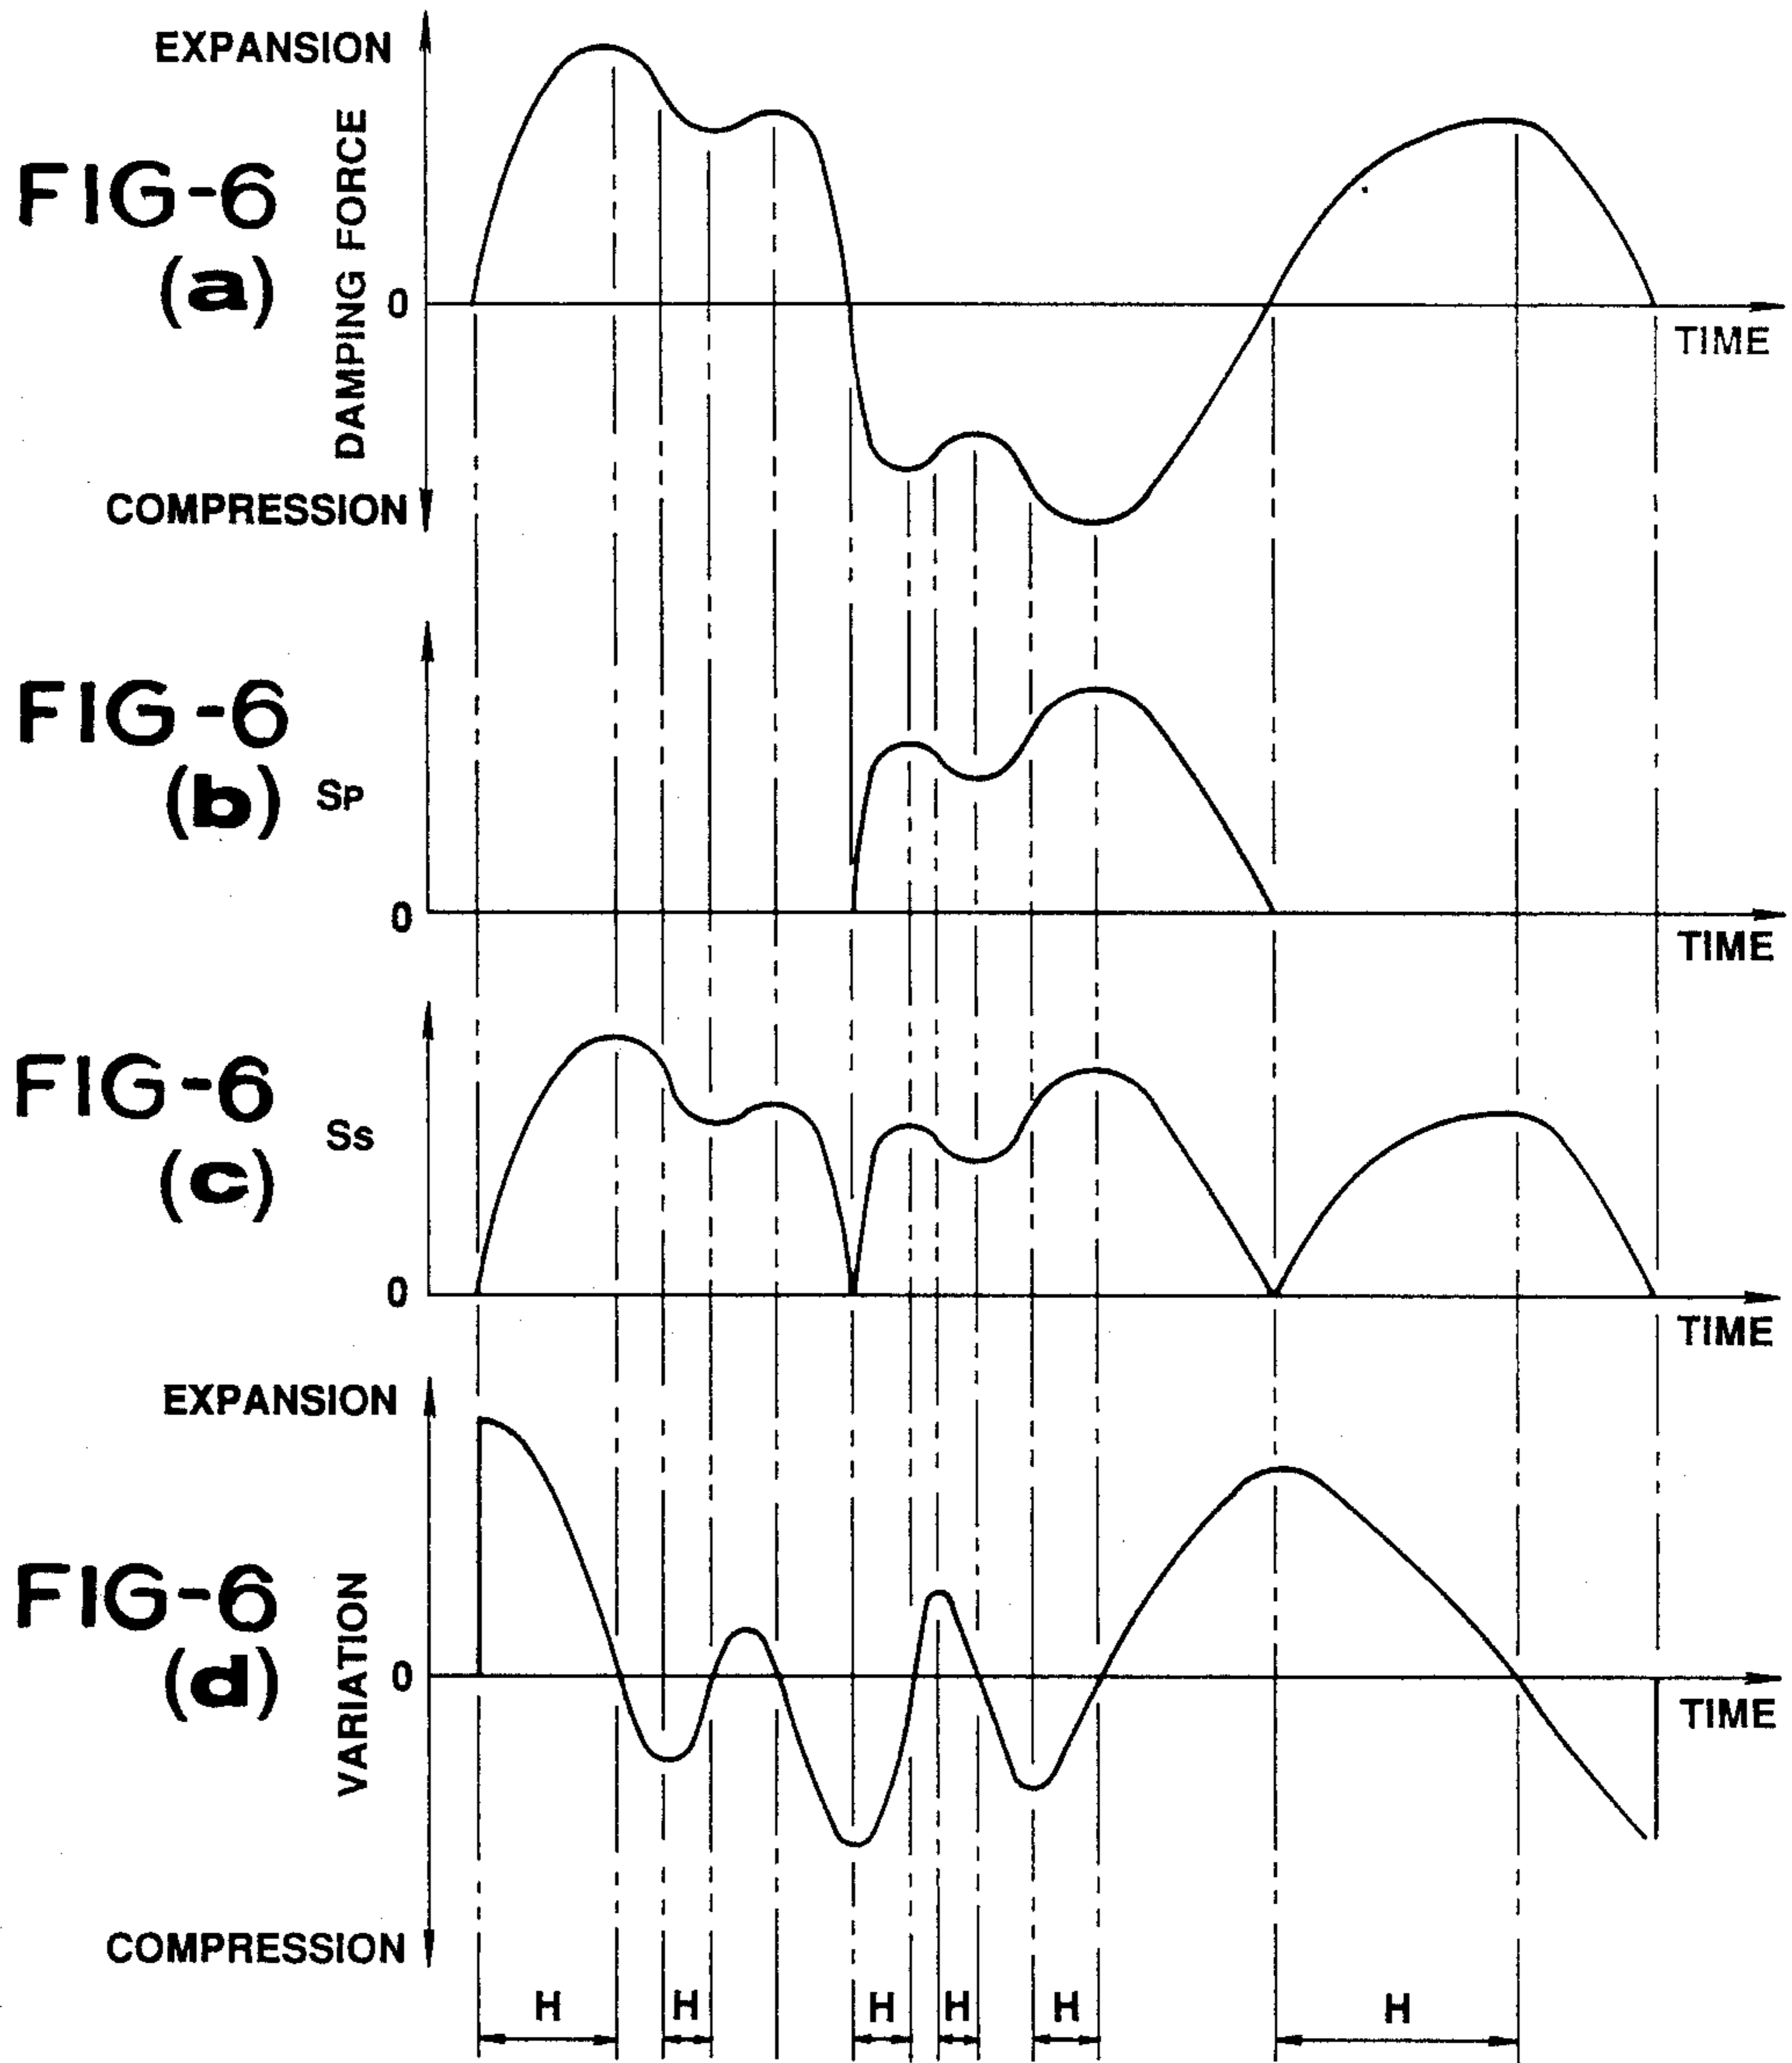 FIG-6
(a)
EXPANSION
DAMPING FORCE
0
COMPRESSION
TIME
FIG-6
(b)
Sp
0
TIME
FIG-6
(c)
Ss
0
TIME
FIG-6
(d)
EXPANSION
VARIATION
0
COMPRESSION
TIME
H H H H H H